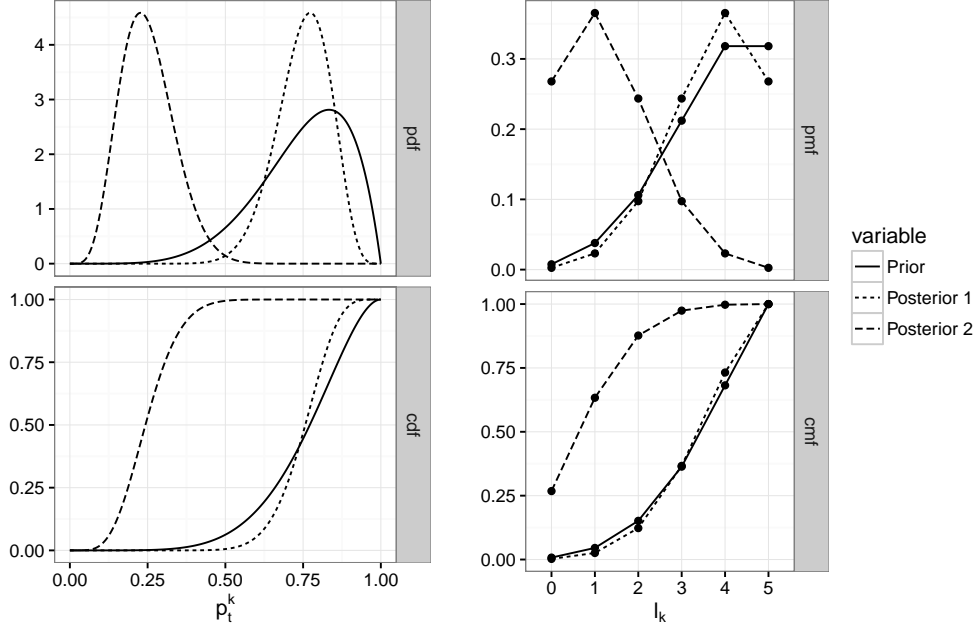 4
3
2
1
0
pdf
1.00
0.75
0.50
0.25
0.00
cdf
0.00 0.25 0.50 0.75 1.00
p_t^k
0.3
0.2
0.1
0.0
pmf
1.00
0.75
0.50
0.25
0.00
cmf
0 1 2 3 4 5
l_k
variable
Prior
Posterior 1
Posterior 2